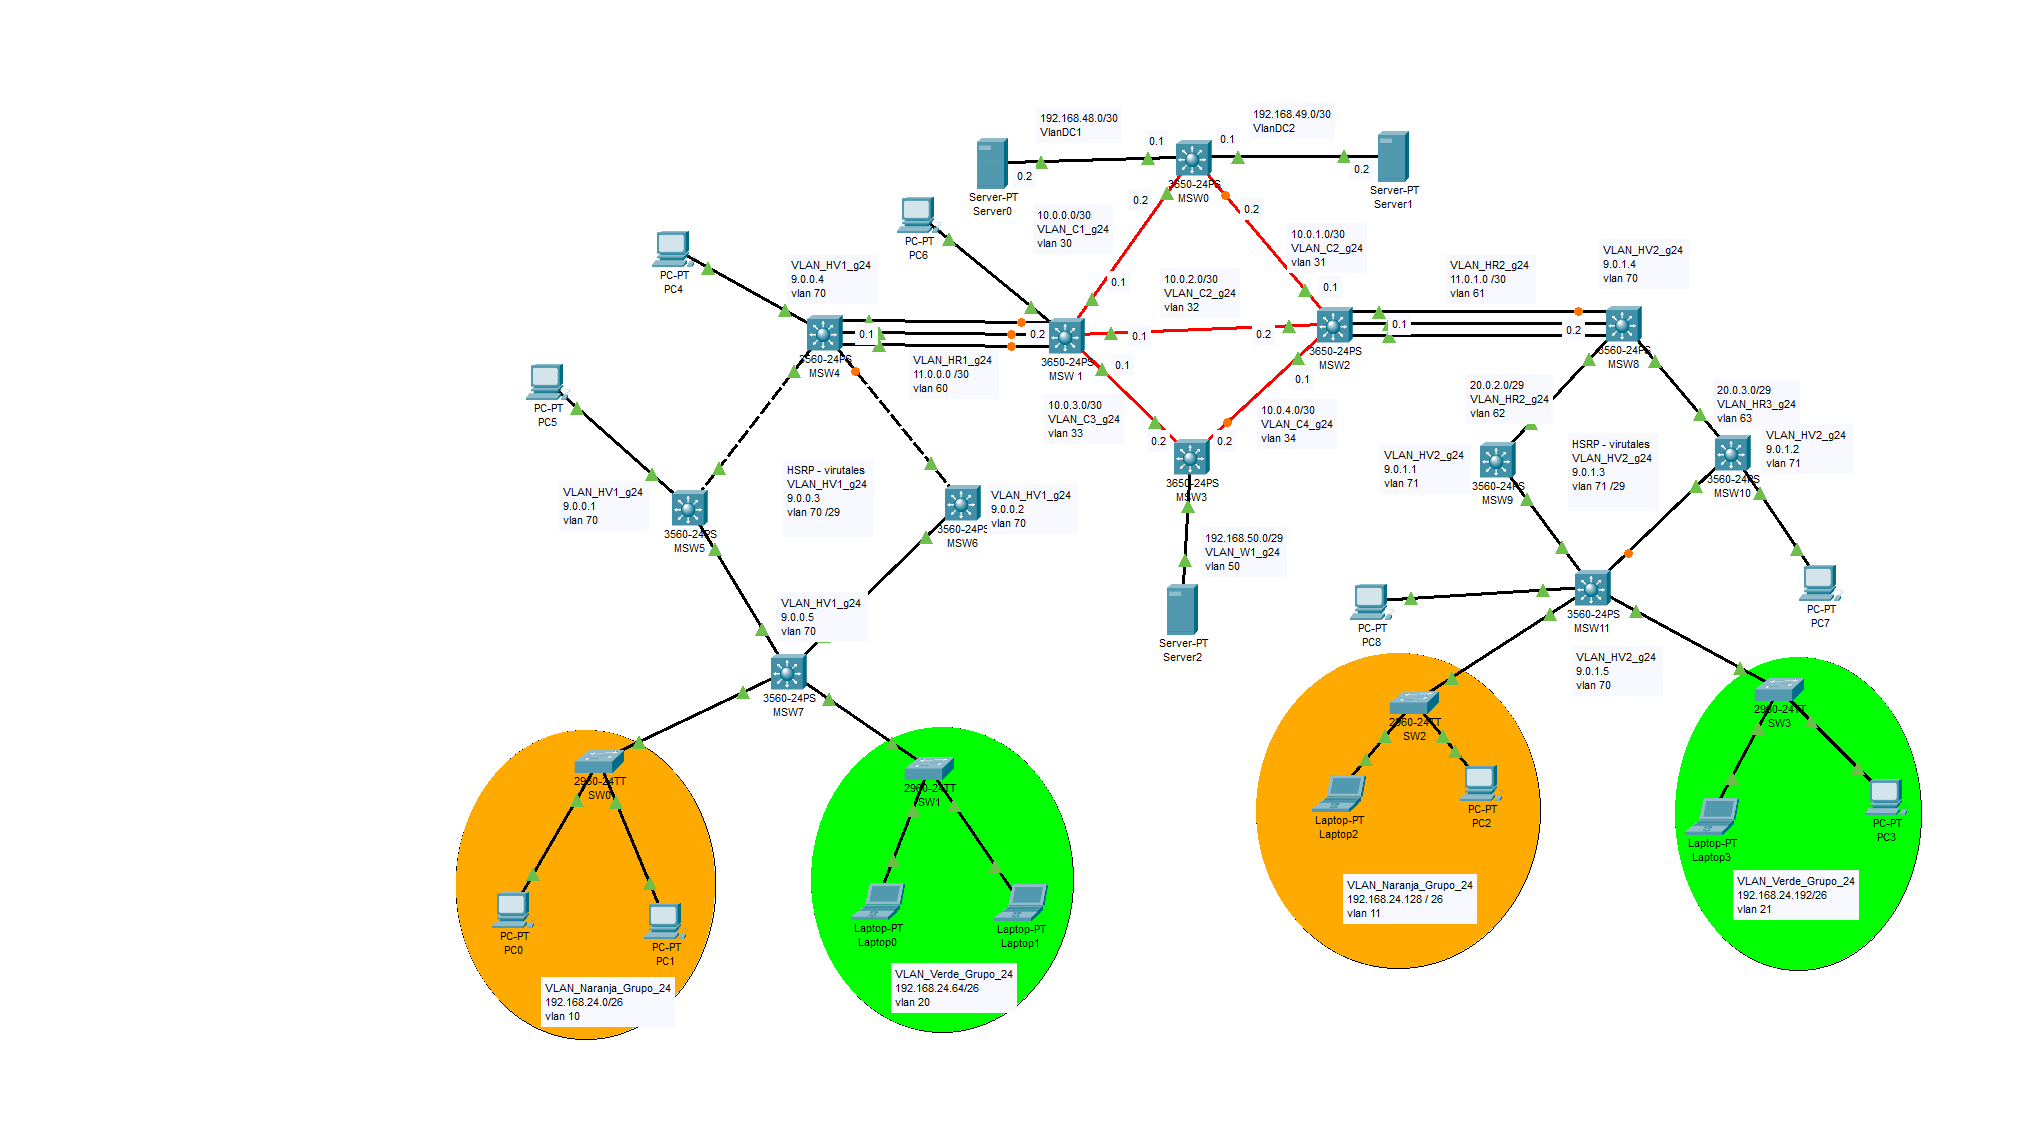 192.168.48.0/30
VlanDC1
192.168.49.0/30
VlanDC2
0.1
0.1
0.2
0.2
Server-PT
Server0
3650-24PS
MSW0
Server-PT
Server1
0.2
0.2
10.0.0.0/30
VLAN_C1_g24
vlan 30
10.0.1.0/30
VLAN_C2_g24
vlan 31
PC-PT
PC6
PC-PT
PC4
VLAN_HV1_g24
9.0.0.4
vlan 70
0.1
10.0.2.0/30
VLAN_C2_g24
vlan 32
0.1
VLAN_HR2_g24
11.0.1.0 /30
vlan 61
VLAN_HV2_g24
9.0.1.4
vlan 70
0.1
0.2
0.1
0.2
0.1
0.2
3560-24PS
MSW4
VLAN_HR1_g24
11.0.0.0 /30
vlan 60
3650-24PS
MSW 1
0.1
3650-24PS
MSW2
0.1
3560-24PS
MSW8
PC-PT
PC5
10.0.3.0/30
VLAN_C3_g24
vlan 33
0.2
10.0.4.0/30
VLAN_C4_g24
vlan 34
0.2
20.0.2.0/29
VLAN_HR2_g24
vlan 62
20.0.3.0/29
VLAN_HR3_g24
vlan 63
VLAN_HV1_g24
9.0.0.1
vlan 70
HSRP - virutales
VLAN_HV1_g24
9.0.0.3
vlan 70 /29
VLAN_HV1_g24
9.0.0.2
vlan 70
3650-24PS
MSW3
VLAN_HV2_g24
9.0.1.1
vlan 71
HSRP - virutales
VLAN_HV2_g24
9.0.1.3
vlan 71 /29
VLAN_HV2_g24
9.0.1.2
vlan 71
3560-24PS
MSW5
3560-24PS
MSW6
3560-24PS
MSW9
3560-24PS
MSW10
192.168.50.0/29
VLAN_W1_g24
vlan 50
VLAN_HV1_g24
9.0.0.5
vlan 70
Server-PT
Server2
PC-PT
PC8
3560-24PS
MSW11
PC-PT
PC7
VLAN_HV2_g24
9.0.1.5
vlan 70
3560-24PS
MSW7
2960-24TT
SW0
2960-24TT
SW1
2960-24TT
SW2
2960-24TT
SW3
Laptop-PT
Laptop2
PC-PT
PC2
Laptop-PT
Laptop3
PC-PT
PC3
PC-PT
PC0
PC-PT
PC1
Laptop-PT
Laptop0
Laptop-PT
Laptop1
VLAN_Naranja_Grupo_24
192.168.24.128 / 26
vlan 11
VLAN_Verde_Grupo_24
192.168.24.192/26
vlan 21
VLAN_Naranja_Grupo_24
192.168.24.0/26
vlan 10
VLAN_Verde_Grupo_24
192.168.24.64/26
vlan 20